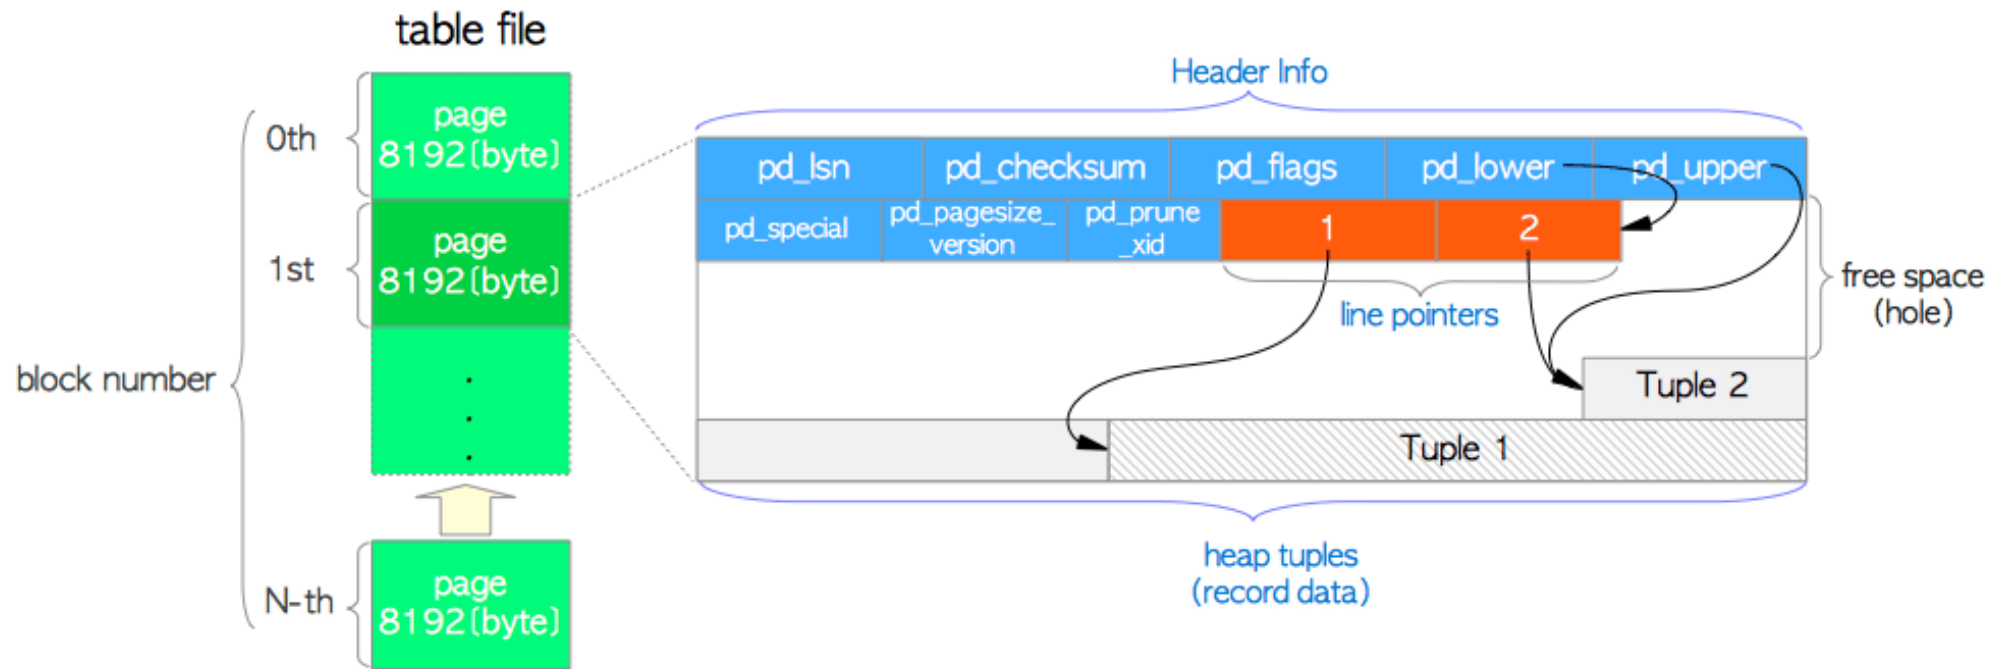 table file
block number
0th
page
8192(byte)
1st
page
8192(byte)
.
.
.
N-th
page
8192(byte)
Header Info
pd_lsn
pd_checksum
pd_flags
pd_lower
pd_upper
pd_special
pd_pagesize_
version
pd_prune
_xid
1
2
line pointers
free space
(hole)
Tuple 2
Tuple 1
heap tuples
(record data)